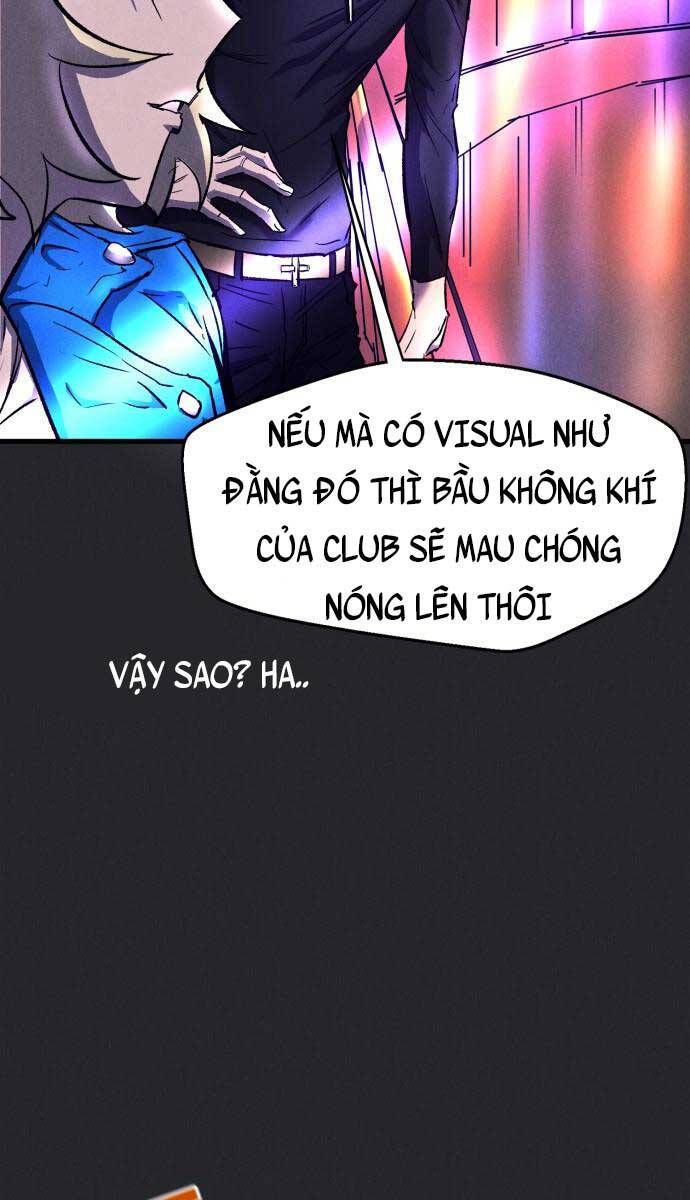 NẾU MÀ CÓ VISUAL NHƯ
ĐẰNG ĐÓ THÌ BẦU KHÔNG KHÍ
CỦA CLUB SẼ MAU CHÓNG
NÓNG LÊN THÔI
VẬY SAO? HA..